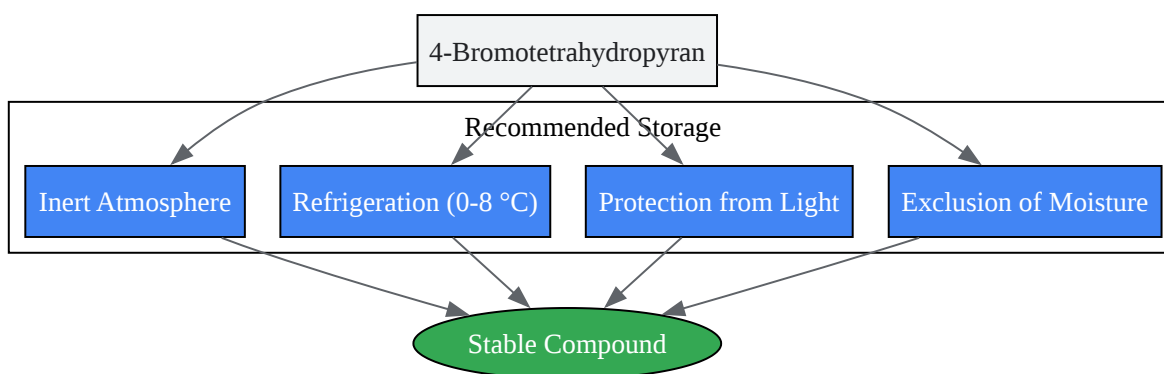 4-Bromotetrahydropyran
Recommended Storage
Inert Atmosphere
Refrigeration (0-8 °C)
Protection from Light
Exclusion of Moisture
Stable Compound